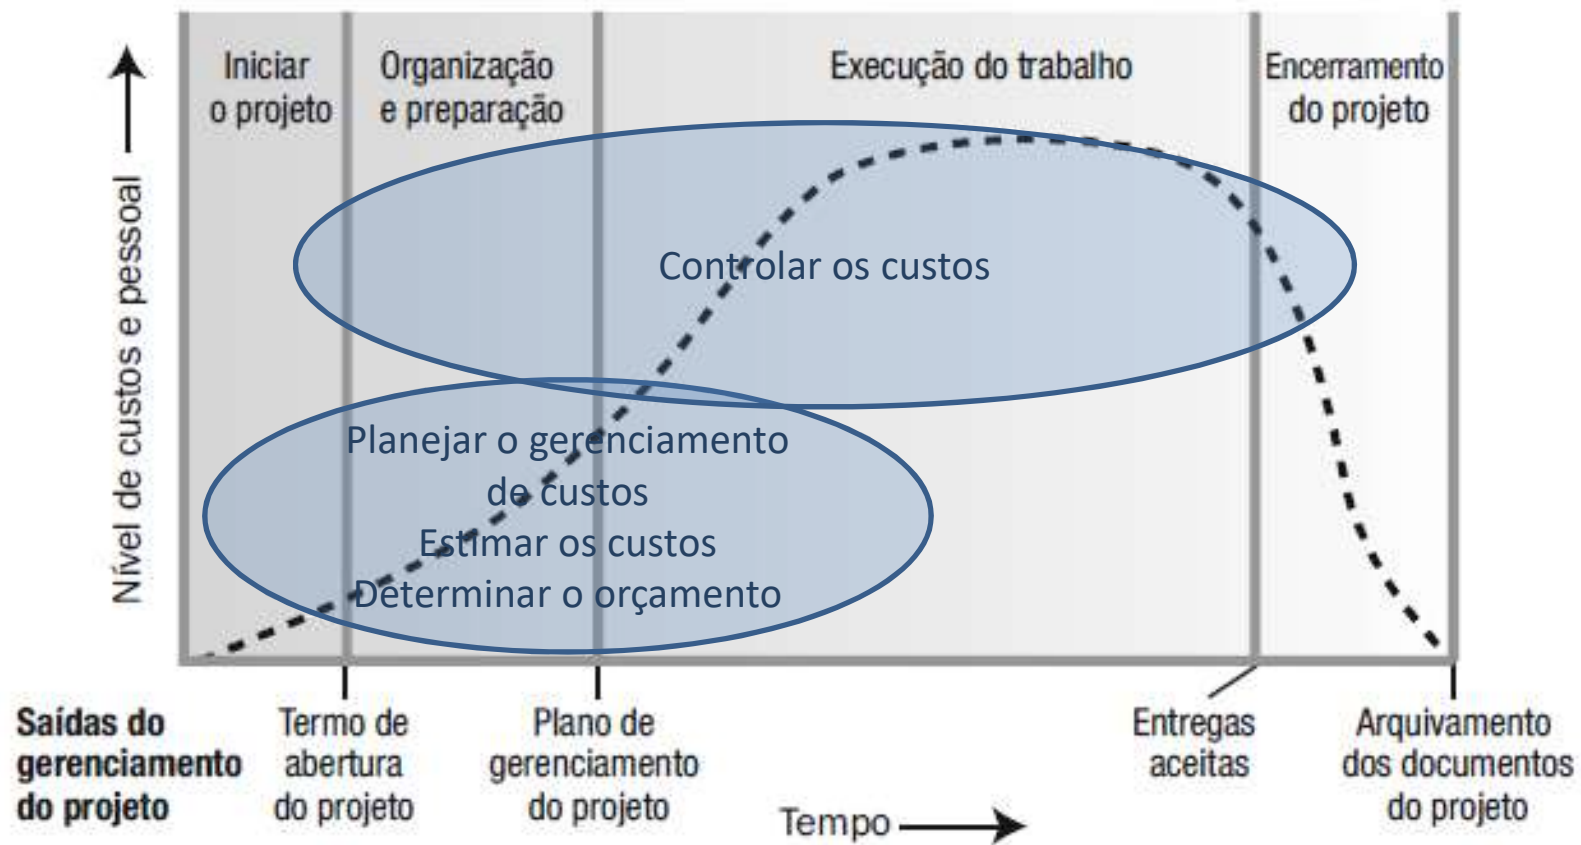 Iniciar
o projeto
Organização
e preparação
Execução do trabalho
Encerramento
do projeto
Nível de custos e pessoal
Controlar os custos
Planejar o gerenciamento
de custos
Estimar os custos
Determinar o orçamento
Saídas do
gerenciamento
do projeto
Termo de
abertura
do projeto
Plano de
gerenciamento
do projeto
Tempo
Entregas
aceitas
Arquivamento
dos documentos
do projeto